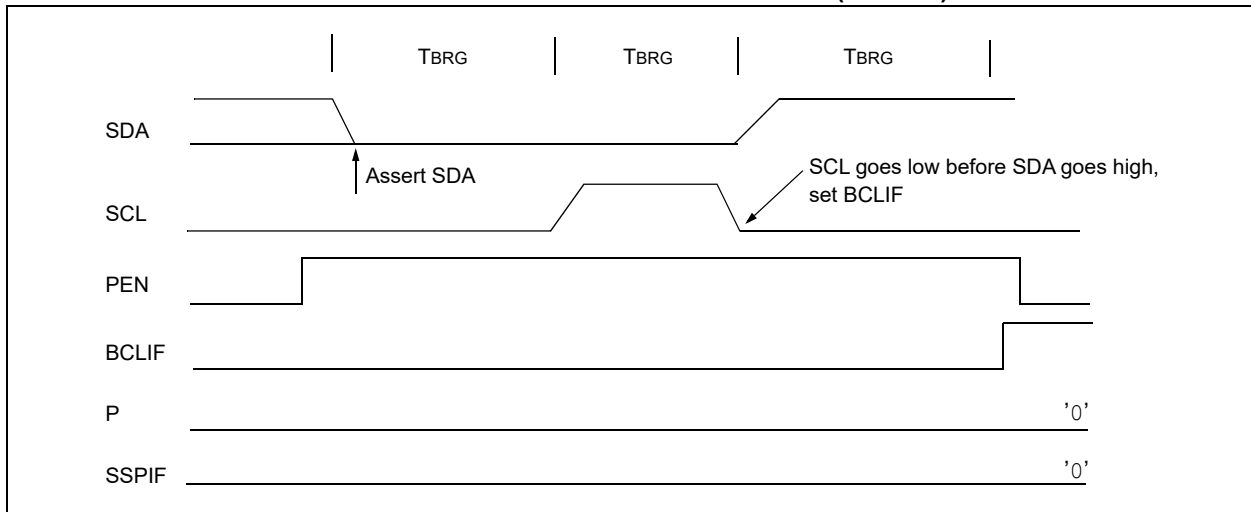 TBRG TBRG TBRG
SDA
Assert SDA
SCL goes low before SDA goes high,
set BCLIF
SCL
PEN
BCLIF
P '0'
SSPIF '0'